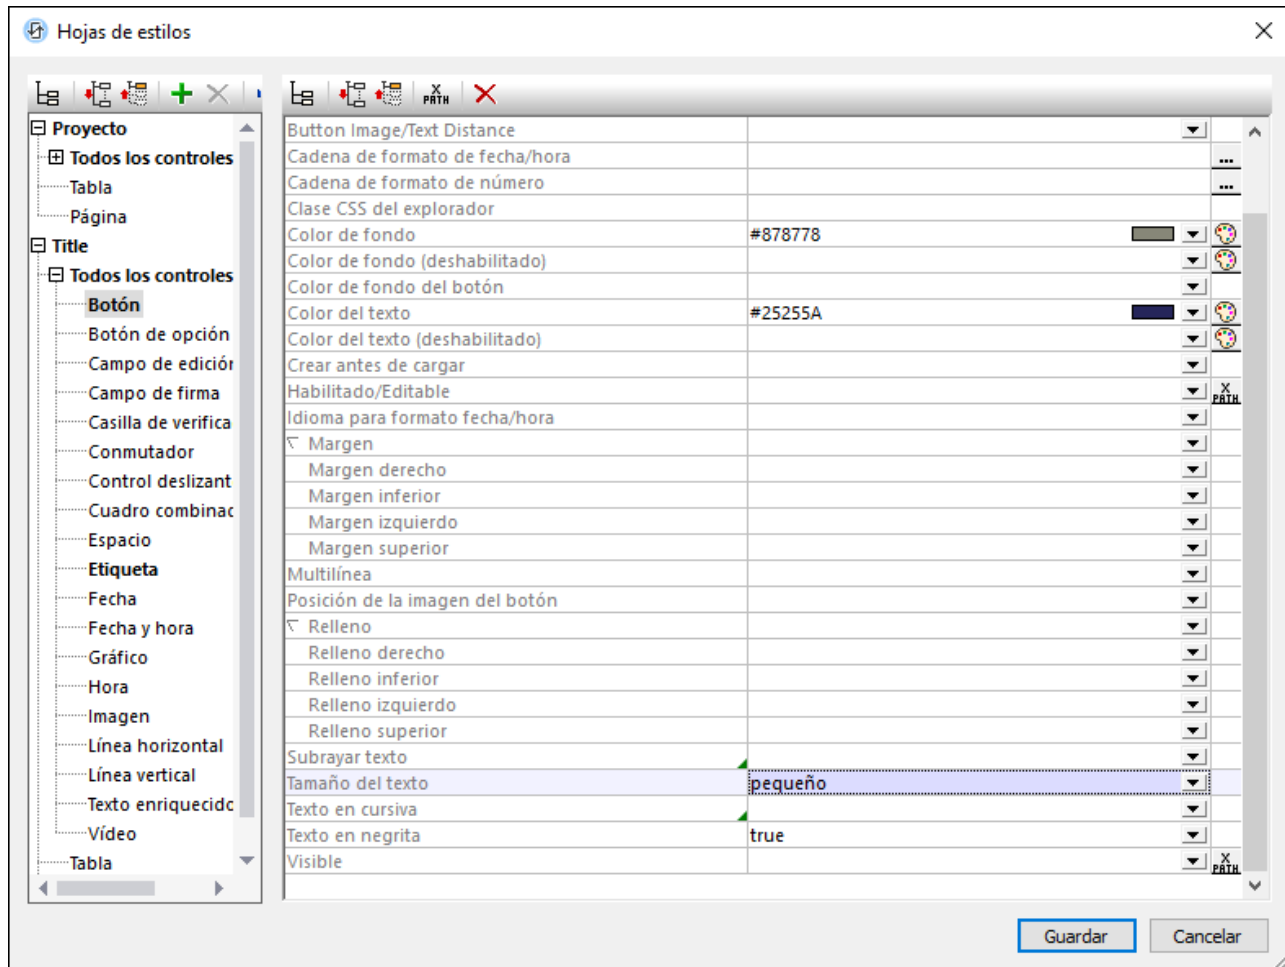 Hojas de estilos
X
PATH
Proyecto
Todos los controles
Tabla
Página
Title
Todos los controles
Botón
Botón de opción
Campo de edición
Campo de firma
Casilla de verifica
Conmutador
Control deslizant
Cuadro combinac
Espacio
Etiqueta
Fecha
Fecha y hora
Gráfico
Hora
Imagen
Línea horizontal
Línea vertical
Texto enriquecido
Vídeo
Tabla
Button Image/Text Distance
Cadena de formato de fecha/hora ...
Cadena de formato de número ...
Clase CSS del explorador
Color de fondo #878778
Color de fondo (deshabilitado)
Color de fondo del botón
Color del texto #25255A
Color del texto (deshabilitado)
Crear antes de cargar
Habilitado/Editable X PATH
Idioma para formato fecha/hora
Margen
Margen derecho
Margen inferior
Margen izquierdo
Margen superior
Multilínea
Posición de la imagen del botón
Relleno
Relleno derecho
Relleno inferior
Relleno izquierdo
Relleno superior
Subrayar texto
Tamaño del texto pequeño
Texto en cursiva
Texto en negrita true
Visible X PATH
Guardar Cancelar